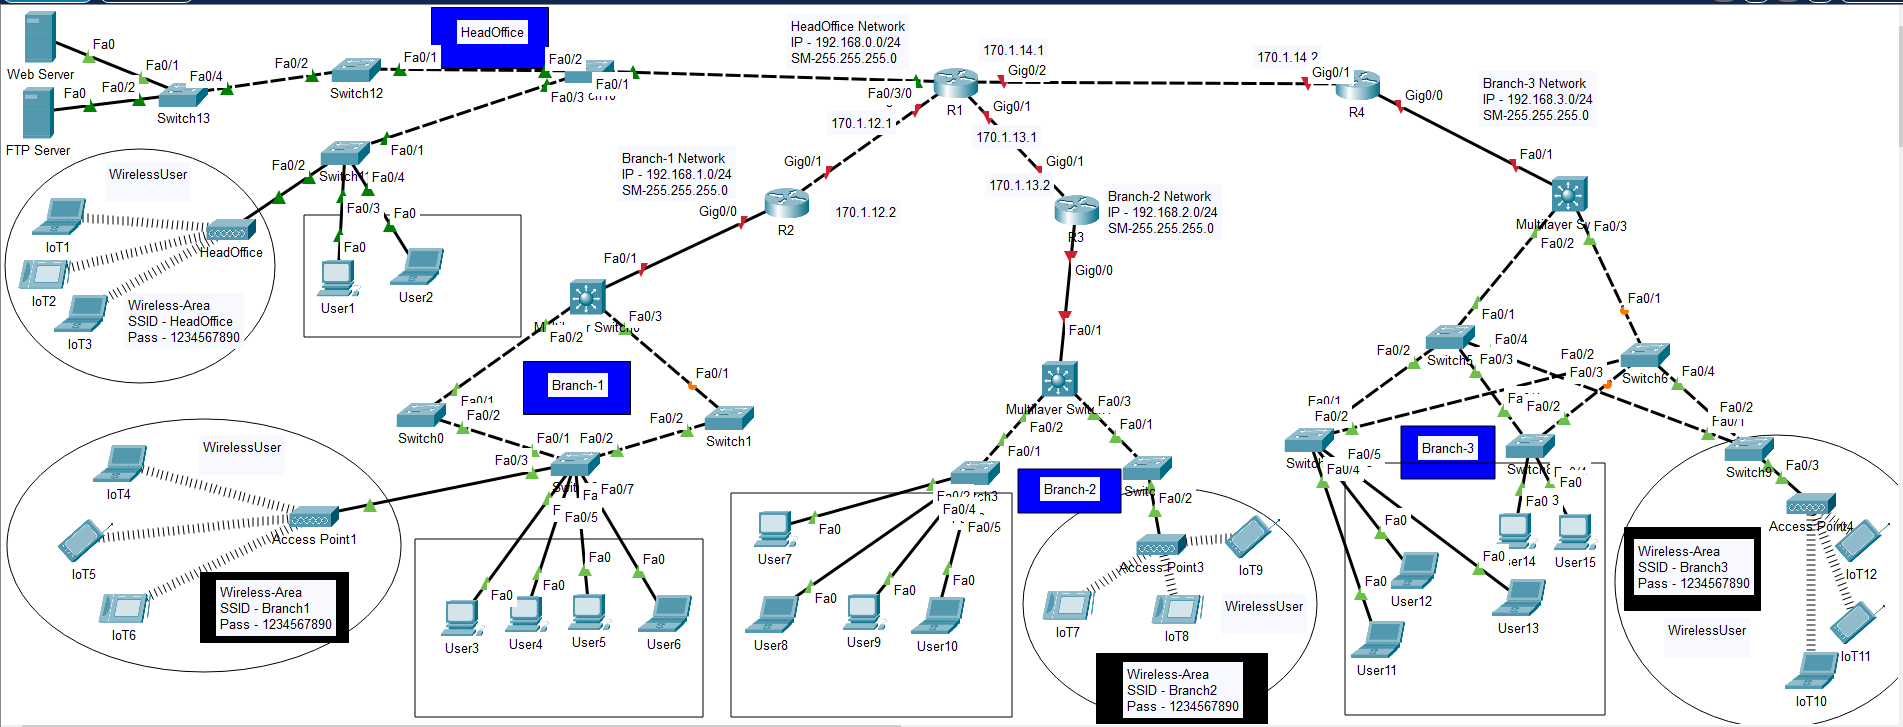 HeadOffice
HeadOffice Network
IP - 192.168.0.0/24
SM-255.255.255.0
170.1.14.1
170.1.14.2
Fa0
Fa0/1
Fa0/4
Fa0/2
Fa0/1
Fa0/2
Fa0/1
Gig0/2
Gig0/1
Web Server
Switch12
Fa0
Fa0/2
Fa0/3
Fa0/3/0
R1
Gig0/1
R4
Gig0/0
Switch13
FTP Server
Branch-3 Network
IP - 192.168.3.0/24
SM-255.255.255.0
170.1.12.1
170.1.13.1
Fa0/1
Fa0/2
Fa0/4
Fa0/3
Fa0
Fa0
WirelessUser
IoT1
IoT2
IoT3
HeadOffice
Wireless-Area
SSID - HeadOffice
Pass - 1234567890
User1
User2
Branch-1 Network
IP - 192.168.1.0/24
SM-255.255.255.0
Gig0/1
Gig0/0
R2
170.1.12.2
Gig0/1
170.1.13.2
R3
Gig0/0
Branch-2 Network
IP - 192.168.2.0/24
SM-255.255.255.0
Fa0/1
Fa0/2
Fa0/3
Fa0/1
Fa0/3
Fa0/2
Branch-1
Fa0/1
Fa0/2
Switch0
Fa0/1
Fa0/2
Switch1
Fa0/1
Fa0/2
Fa0/3
Fa0/7
Fa0/5
WirelessUser
IoT4
IoT5
IoT6
Access Point1
Wireless-Area
SSID - Branch1
Pass - 1234567890
Fa0
Fa0
Fa0
Fa0
User3
User4
User5
User6
Fa0/1
Fa0/2
Fa0/3
Fa0/1
Fa0/1
Branch-2
Fa0/4
Fa0/5
Fa0/2
Fa0
Fa0
Fa0
Fa0
User7
User8
User9
User10
Access Point3
IoT9
IoT7
IoT8
WirelessUser
Wireless-Area
SSID - Branch2
Pass - 1234567890
Fa0/1
Fa0/4
Fa0/3
Fa0/2
Fa0/1
Fa0/2
Fa0/3
Fa0/4
Switch6
Fa0/1
Fa0/2
Fa0/2
Fa0/2
Fa0/1
Branch-3
Fa0/5
Fa0/4
Switch9
Fa0/3
Fa0
Fa0
Fa0
Fa0
Fa0
User11
User12
User13
User15
Access Point4
IoT12
IoT11
IoT10
Wireless-Area
SSID - Branch3
Pass - 1234567890
WirelessUser